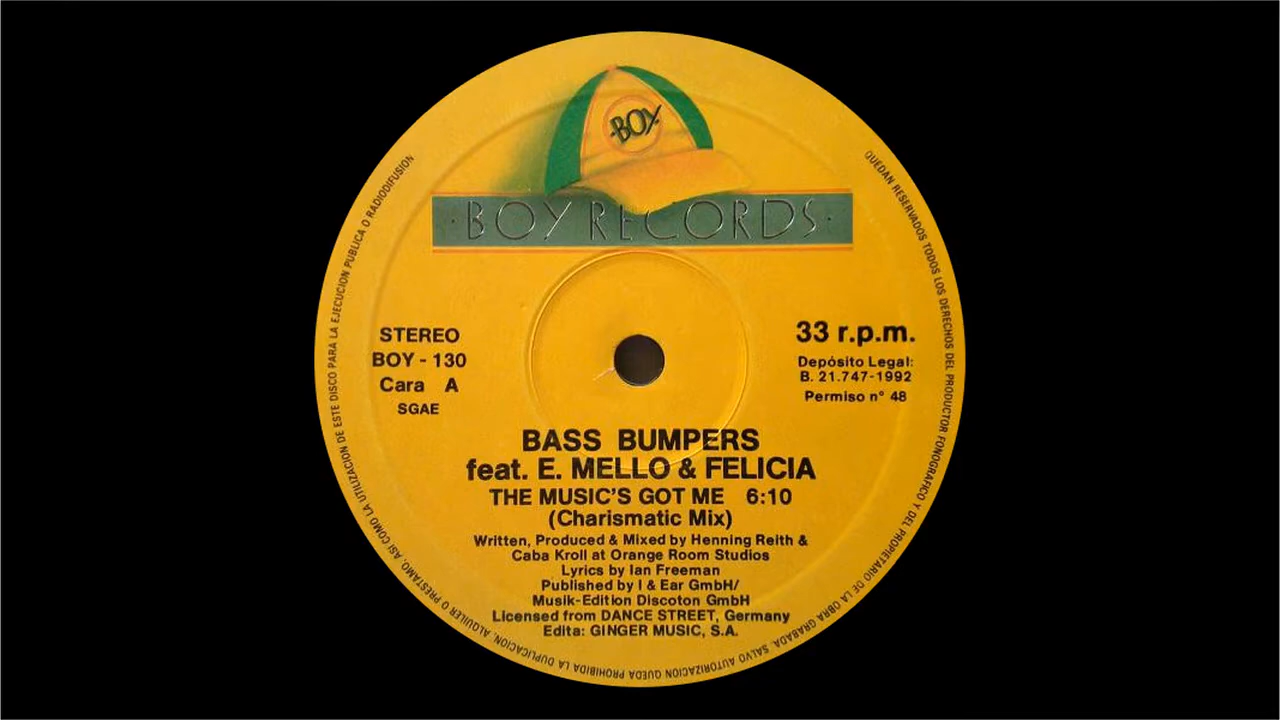 BOY
·BOY RECORDS·
STEREO
BOY - 130
Cara A
SGAE
33 r.p.m.
Depósito Legal:
B. 21.747-1992
Permiso n° 48
BASS BUMPERS
feat. E. MELLO & FELICIA
THE MUSIC'S GOT ME 6:10
(Charismatic Mix)
Written, Produced & Mixed by Henning Reith &
Caba Kroll at Orange Room Studios
Lyrics by Ian Freeman
Published by I & Ear GmbH/
Musik-Edition Discoton GmbH
Licensed from DANCE STREET, Germany
Edita: GINGER MUSIC, S.A.
QUEDAN RESERVADOS TODOS LOS DERECHOS DEL PRODUCTOR FONOGRAFICO Y DEL PROPIETARIO DE LA OBRA GRABADA. SALVO AUTORIZACION QUEDA PROHIBIDA LA DUPLICACION, ALQUILER O PRESTAMO, ASI COMO LA UTILIZACION DE ESTE DISCO PARA LA EJECUCION PUBLICA O RADIODIFUSION